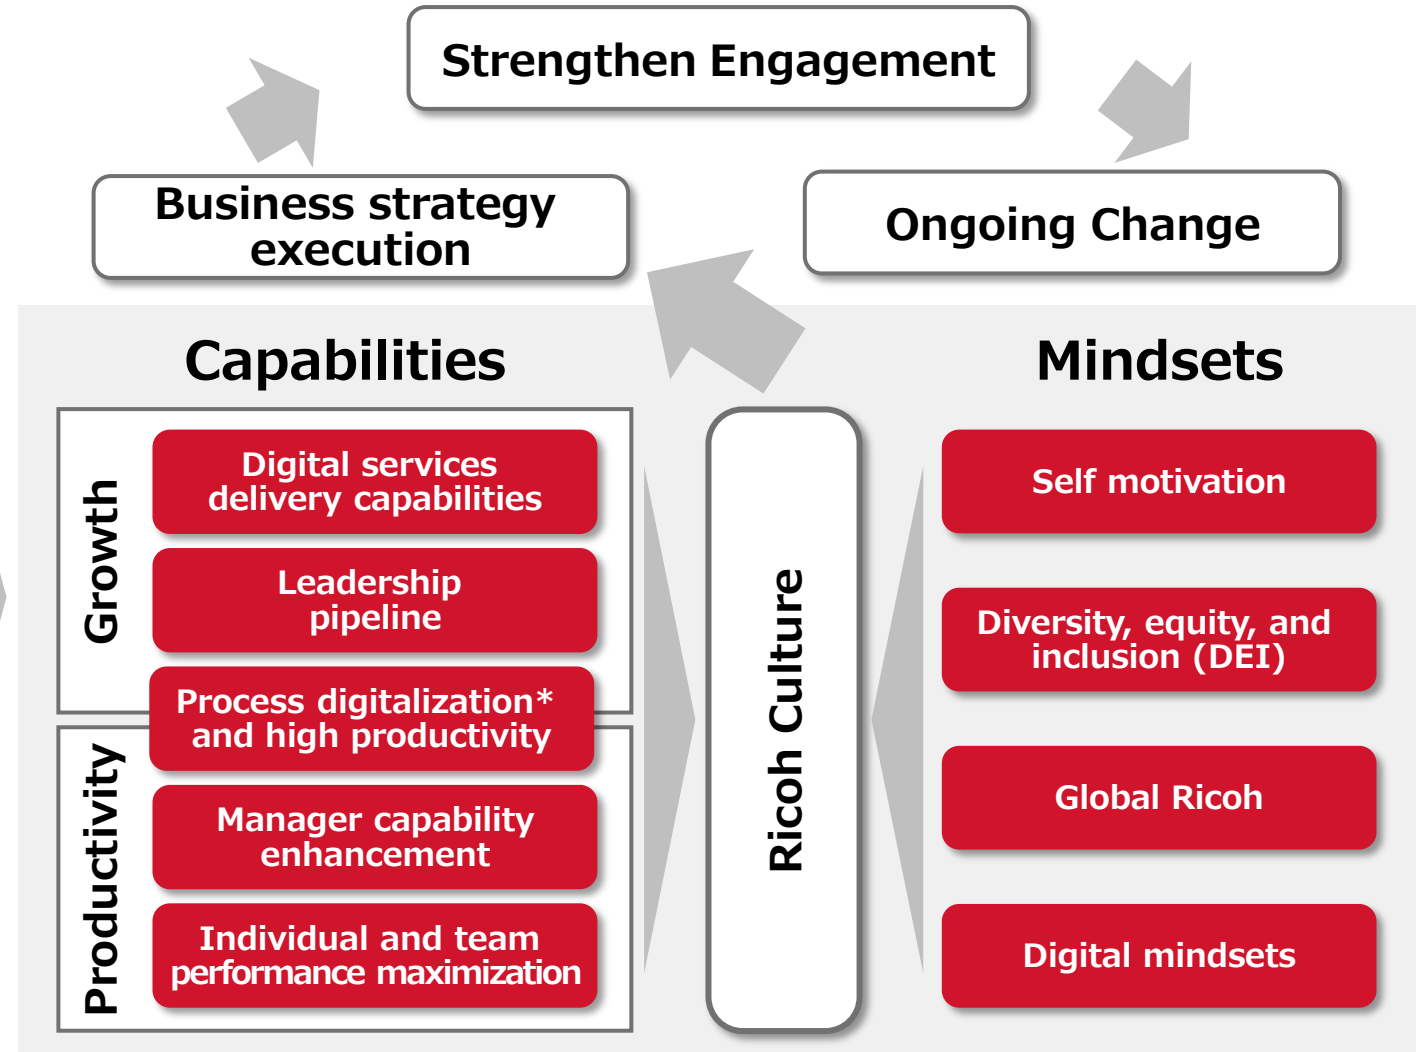 Strengthen Engagement
Business strategy
execution
Ongoing Change
Capabilities
Mindsets
Growth
Digital services
delivery capabilities
Leadership
pipeline
Process digitalization*
and high productivity
Productivity
Manager capability
enhancement
Individual and team
performance maximization
Ricoh Culture
Self motivation
Diversity, equity, and
inclusion (DEI)
Global Ricoh
Digital mindsets